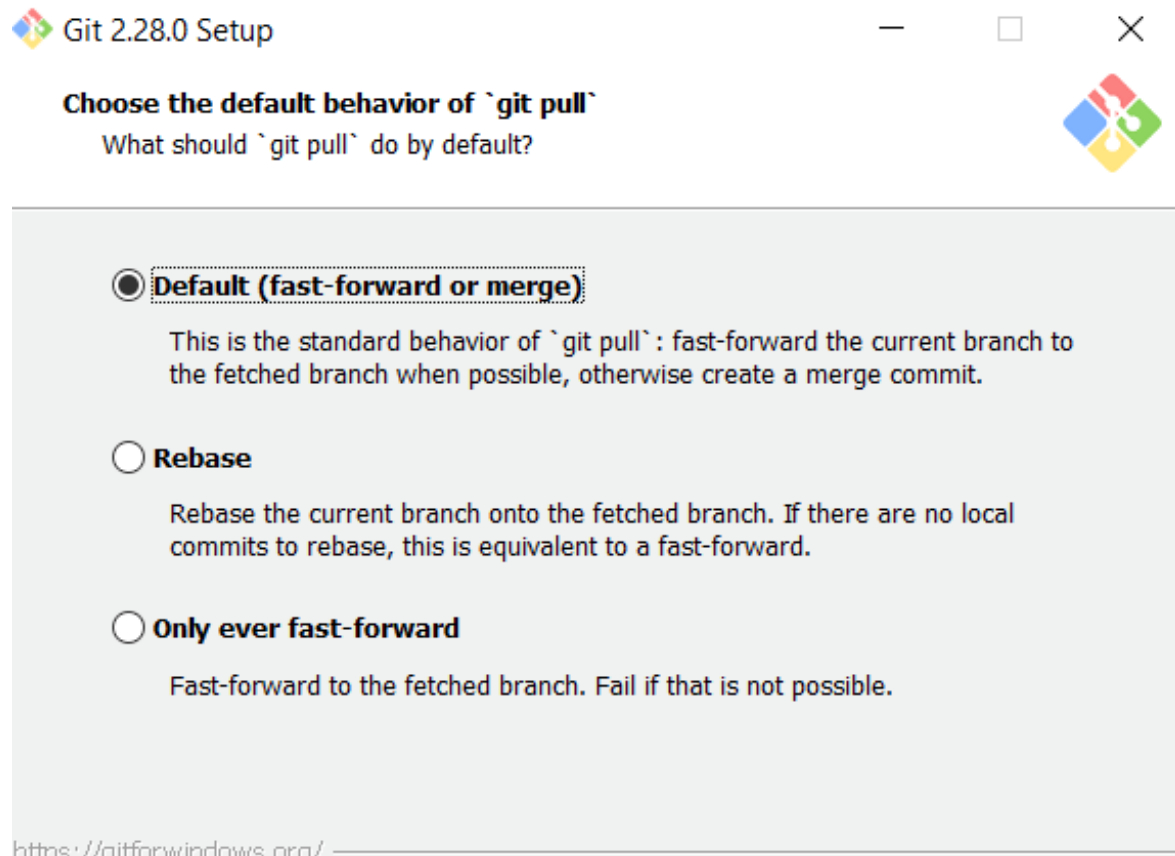 Git 2.28.0 Setup
Choose the default behavior of `git pull`
What should `git pull` do by default?
Default (fast-forward or merge)
This is the standard behavior of `git pull`: fast-forward the current branch to
the fetched branch when possible, otherwise create a merge commit.
Rebase
Rebase the current branch onto the fetched branch. If there are no local
commits to rebase, this is equivalent to a fast-forward.
Only ever fast-forward
Fast-forward to the fetched branch. Fail if that is not possible.
https://gitforwindows.org/